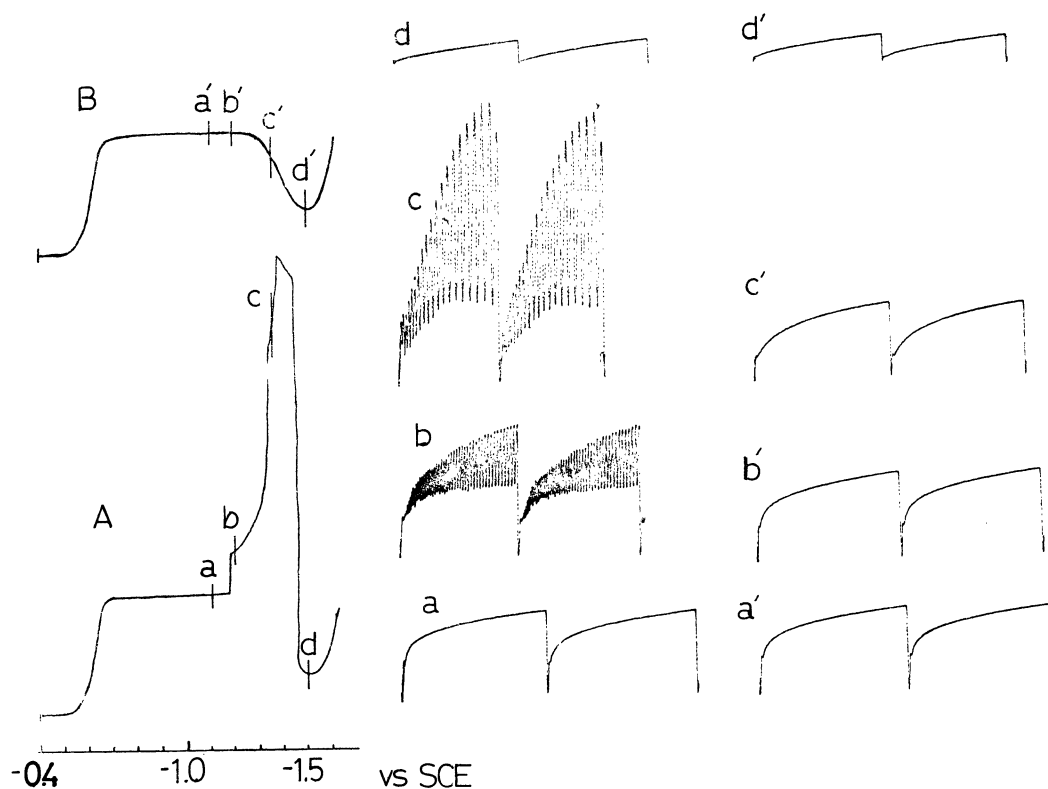 B
a′ b′ c′ d′
A
a b c d
-0.4 -1.0 -1.5 vs SCE
d
c
b
a
d′
c′
b′
a′